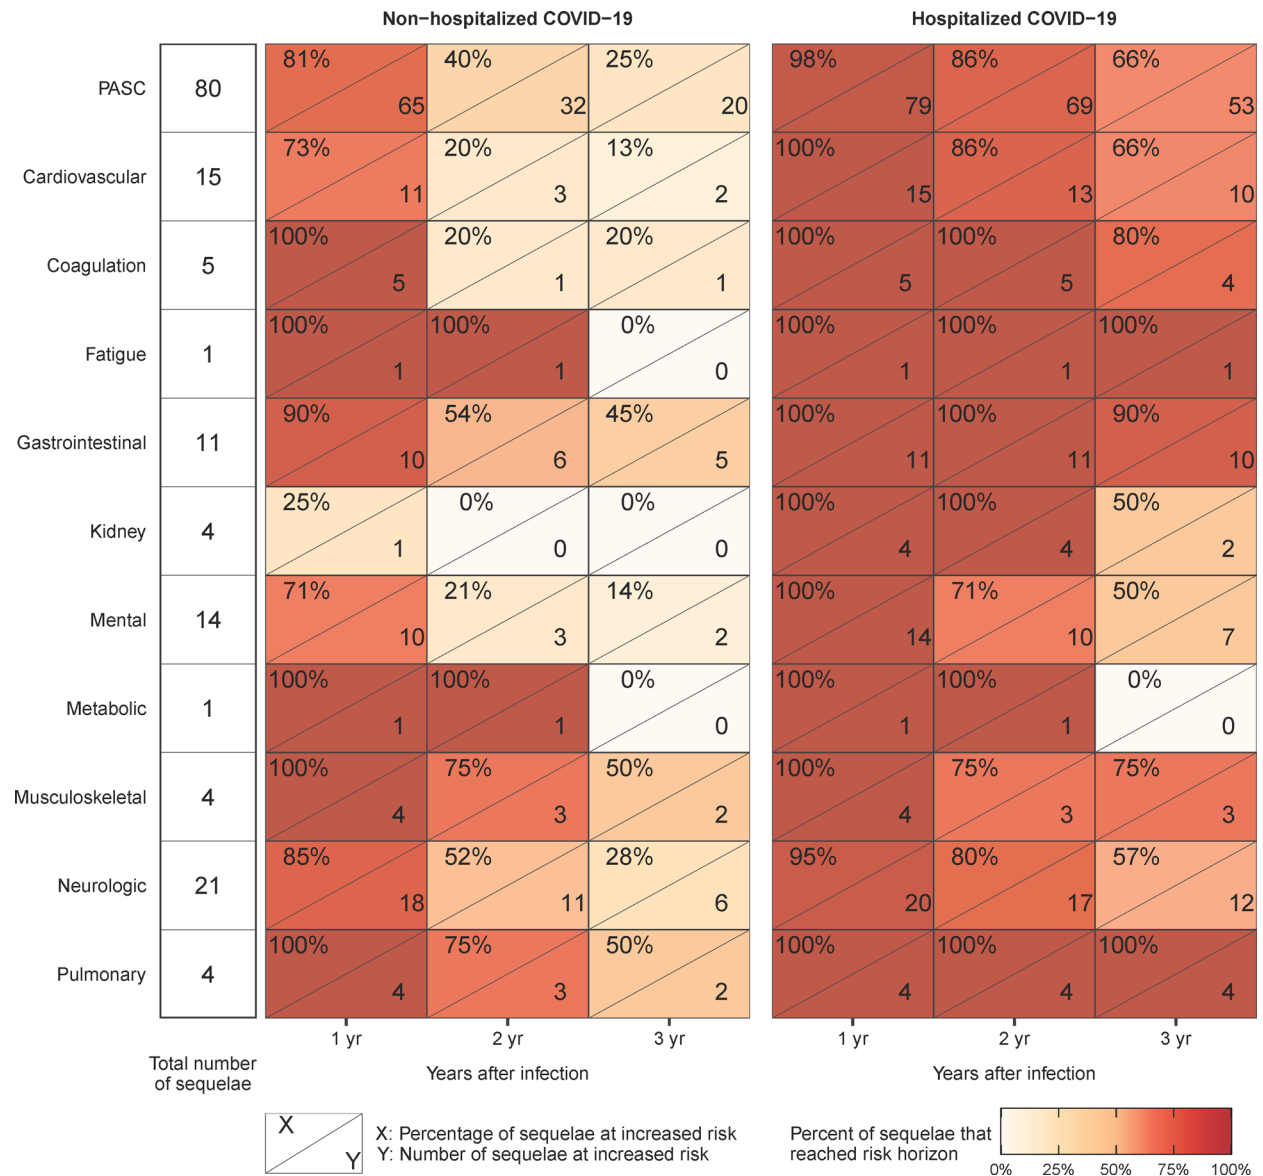 Non−hospitalized COVID−19 Hospitalized COVID−19
PASC 80 81% 65 40% 32 25% 20 98% 79 86% 69 66% 53
Cardiovascular 15 73% 11 20% 3 13% 2 100% 15 86% 13 66% 10
Coagulation 5 100% 5 20% 1 20% 1 100% 5 100% 5 80% 4
Fatigue 1 100% 1 100% 1 0% 0 100% 1 100% 1 100% 1
Gastrointestinal 11 90% 10 54% 6 45% 5 100% 11 100% 11 90% 10
Kidney 4 25% 1 0% 0 0% 0 100% 4 100% 4 50% 2
Mental 14 71% 10 21% 3 14% 2 100% 14 71% 10 50% 7
Metabolic 1 100% 1 100% 1 0% 0 100% 1 100% 1 0% 0
Musculoskeletal 4 100% 4 75% 3 50% 2 100% 4 75% 3 75% 3
Neurologic 21 85% 18 52% 11 28% 6 95% 20 80% 17 57% 12
Pulmonary 4 100% 4 75% 3 50% 2 100% 4 100% 4 100% 4
1 yr 2 yr 3 yr 1 yr 2 yr 3 yr
Total number
of sequelae
Years after infection Years after infection
X
Y
X: Percentage of sequelae at increased risk
Y: Number of sequelae at increased risk
Percent of sequelae that
reached risk horizon
0% 25% 50% 75% 100%